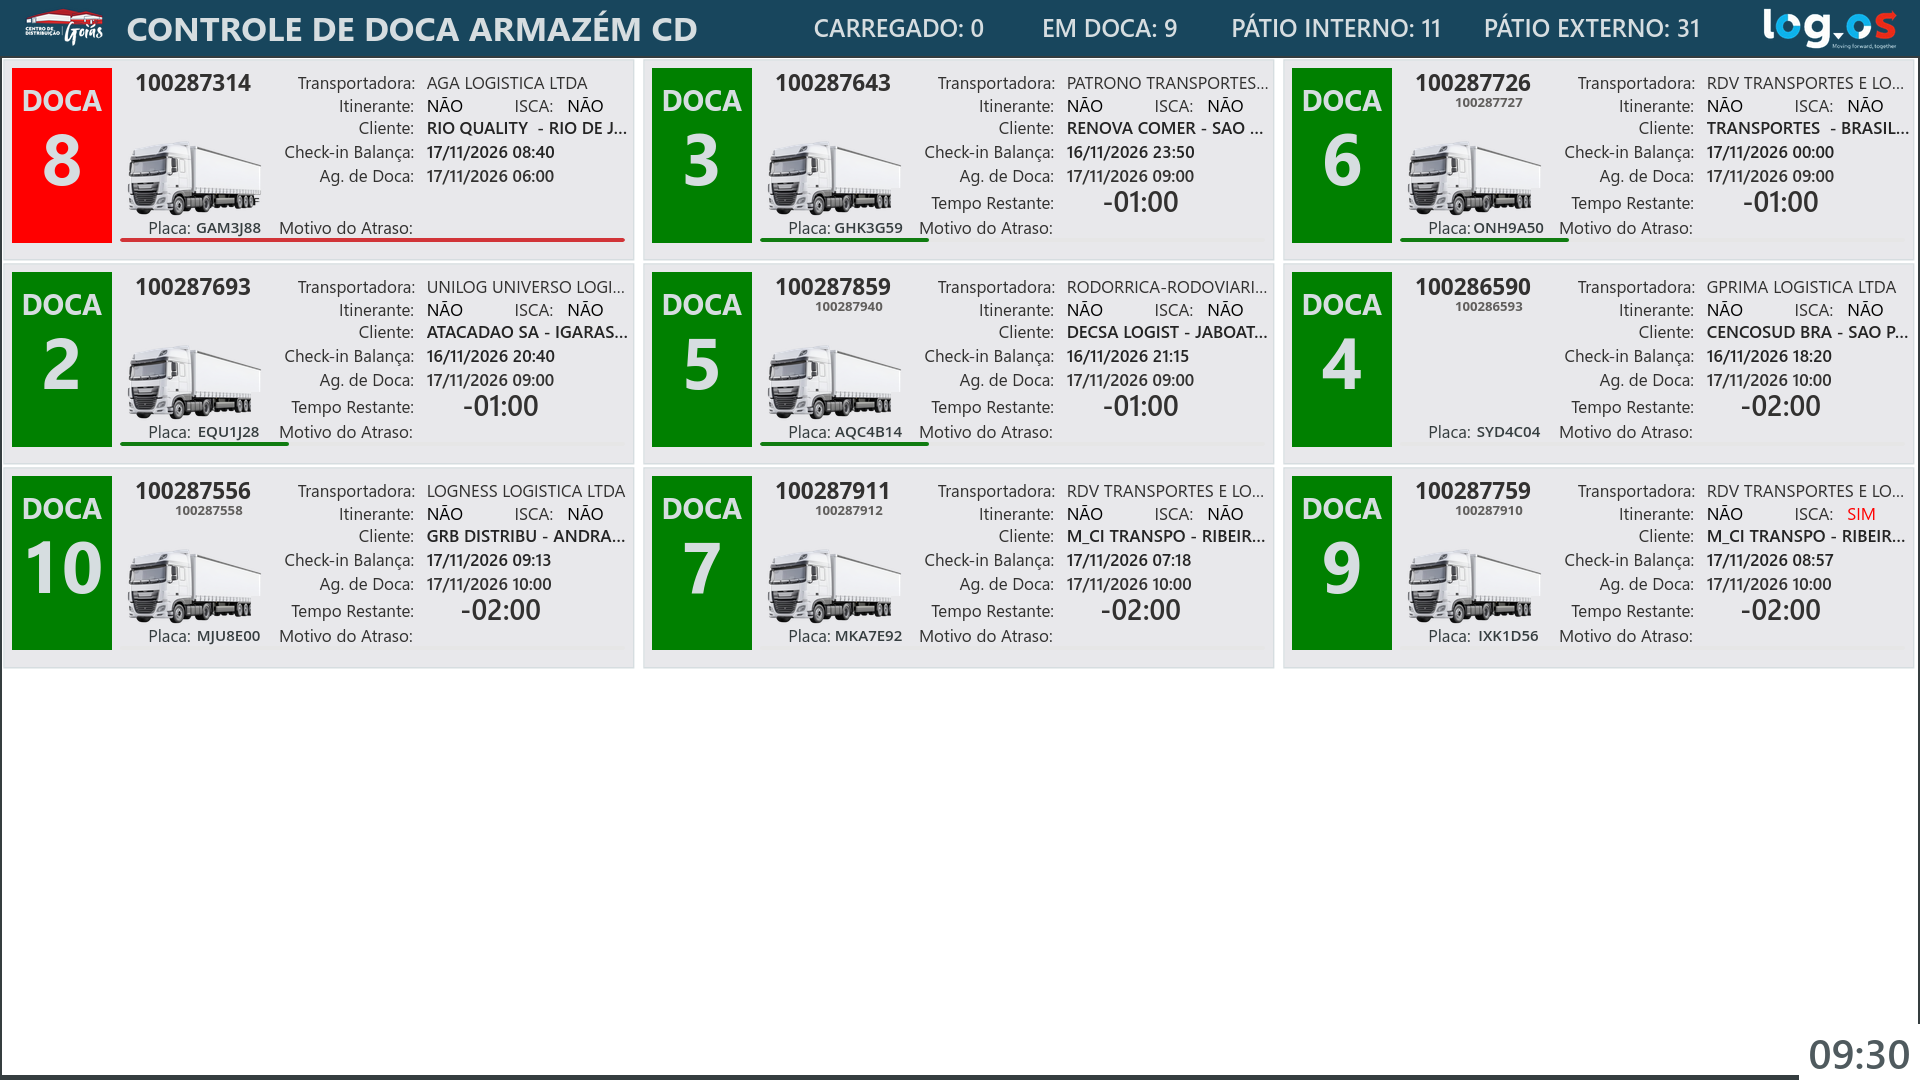 CENTRO DE DISTRIBUIÇÃO Goiás
CONTROLE DE DOCA ARMAZÉM CD
CARREGADO: 0
EM DOCA: 9
PÁTIO INTERNO: 11
PÁTIO EXTERNO: 31
log.os
Moving forward, together
DOCA
8
100287314
Transportadora: AGA LOGISTICA LTDA
Itinerante: NÃO ISCA: NÃO
Cliente: RIO QUALITY - RIO DE J...
Check-in Balança: 17/11/2026 08:40
Ag. de Doca: 17/11/2026 06:00
Placa: GAM3J88 Motivo do Atraso:
DOCA
3
100287643
Transportadora: PATRONO TRANSPORTES...
Itinerante: NÃO ISCA: NÃO
Cliente: RENOVA COMER - SAO ...
Check-in Balança: 16/11/2026 23:50
Ag. de Doca: 17/11/2026 09:00
Tempo Restante: -01:00
Placa: GHK3G59 Motivo do Atraso:
DOCA
6
100287726
100287727
Transportadora: RDV TRANSPORTES E LO...
Itinerante: NÃO ISCA: NÃO
Cliente: TRANSPORTES - BRASIL...
Check-in Balança: 17/11/2026 00:00
Ag. de Doca: 17/11/2026 09:00
Tempo Restante: -01:00
Placa: ONH9A50 Motivo do Atraso:
DOCA
2
100287693
Transportadora: UNILOG UNIVERSO LOGI...
Itinerante: NÃO ISCA: NÃO
Cliente: ATACADAO SA - IGARAS...
Check-in Balança: 16/11/2026 20:40
Ag. de Doca: 17/11/2026 09:00
Tempo Restante: -01:00
Placa: EQU1J28 Motivo do Atraso:
DOCA
5
100287859
100287940
Transportadora: RODORRICA-RODOVIARI...
Itinerante: NÃO ISCA: NÃO
Cliente: DECSA LOGIST - JABOAT...
Check-in Balança: 16/11/2026 21:15
Ag. de Doca: 17/11/2026 09:00
Tempo Restante: -01:00
Placa: AQC4B14 Motivo do Atraso:
DOCA
4
100286590
100286593
Transportadora: GPRIMA LOGISTICA LTDA
Itinerante: NÃO ISCA: NÃO
Cliente: CENCOSUD BRA - SAO P...
Check-in Balança: 16/11/2026 18:20
Ag. de Doca: 17/11/2026 10:00
Tempo Restante: -02:00
Placa: SYD4C04 Motivo do Atraso:
DOCA
10
100287556
100287558
Transportadora: LOGNESS LOGISTICA LTDA
Itinerante: NÃO ISCA: NÃO
Cliente: GRB DISTRIBU - ANDRA...
Check-in Balança: 17/11/2026 09:13
Ag. de Doca: 17/11/2026 10:00
Tempo Restante: -02:00
Placa: MJU8E00 Motivo do Atraso:
DOCA
7
100287911
100287912
Transportadora: RDV TRANSPORTES E LO...
Itinerante: NÃO ISCA: NÃO
Cliente: M_CI TRANSPO - RIBEIR...
Check-in Balança: 17/11/2026 07:18
Ag. de Doca: 17/11/2026 10:00
Tempo Restante: -02:00
Placa: MKA7E92 Motivo do Atraso:
DOCA
9
100287759
100287910
Transportadora: RDV TRANSPORTES E LO...
Itinerante: NÃO ISCA: SIM
Cliente: M_CI TRANSPO - RIBEIR...
Check-in Balança: 17/11/2026 08:57
Ag. de Doca: 17/11/2026 10:00
Tempo Restante: -02:00
Placa: IXK1D56 Motivo do Atraso:
09:30